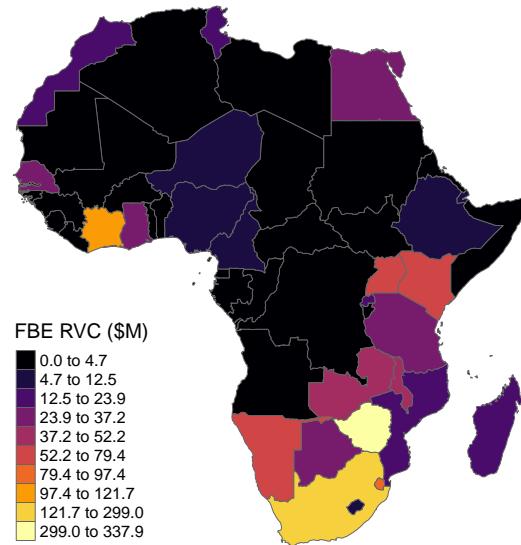 FBE RVC ($M)
0.0 to 4.7
4.7 to 12.5
12.5 to 23.9
23.9 to 37.2
37.2 to 52.2
52.2 to 79.4
79.4 to 97.4
97.4 to 121.7
121.7 to 299.0
299.0 to 337.9